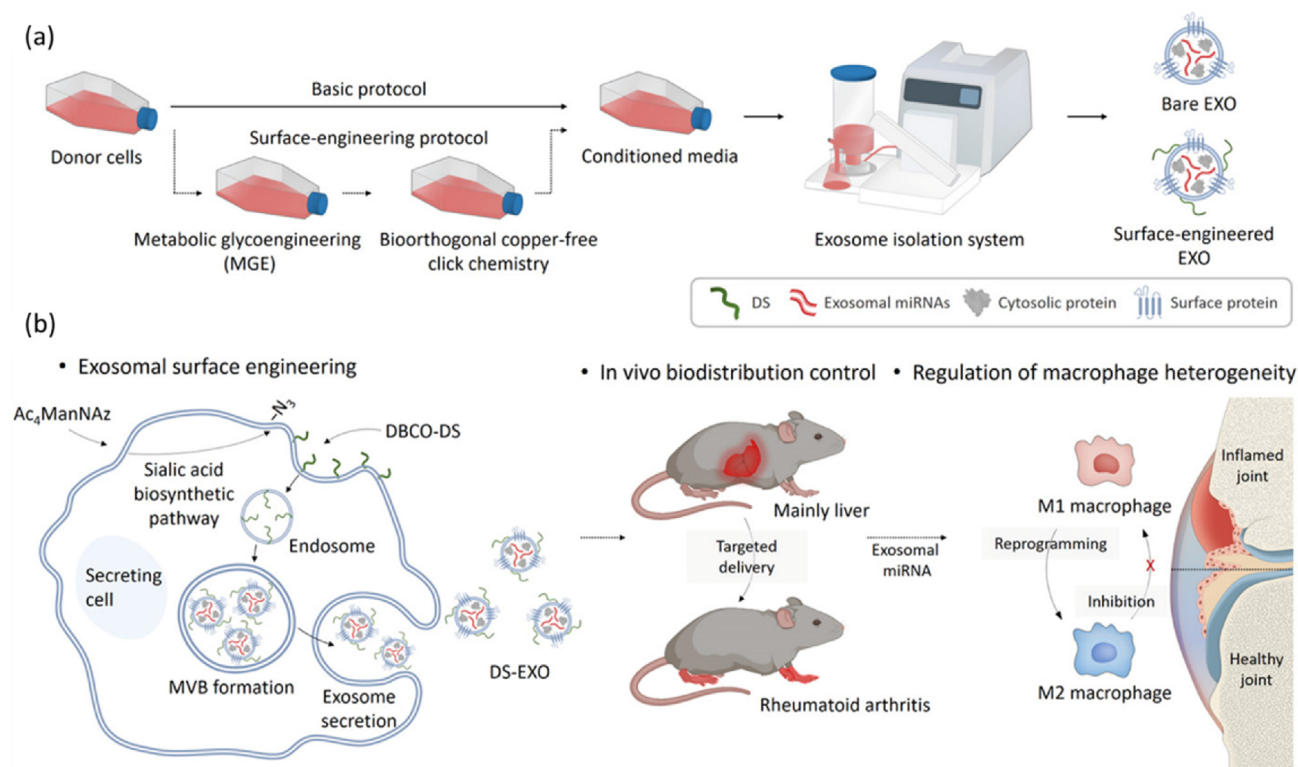 (a)
Basic protocol
Surface-engineering protocol
Donor cells
Metabolic glycoengineering
(MGE)
Bioorthogonal copper-free
click chemistry
Conditioned media
Exosome isolation system
Bare EXO
Surface-engineered
EXO
DS
Exosomal miRNAs
Cytosolic protein
Surface protein
(b)
• Exosomal surface engineering
Ac₄ManNAz
-N₃
DBCO-DS
Sialic acid
biosynthetic
pathway
Endosome
Secreting
cell
MVB formation
Exosome
secretion
DS-EXO
• In vivo biodistribution control
Mainly liver
Targeted
delivery
Rheumatoid arthritis
Exosomal
miRNA
• Regulation of macrophage heterogeneity
M1 macrophage
Reprogramming
X
Inhibition
M2 macrophage
Inflamed
joint
Healthy
joint